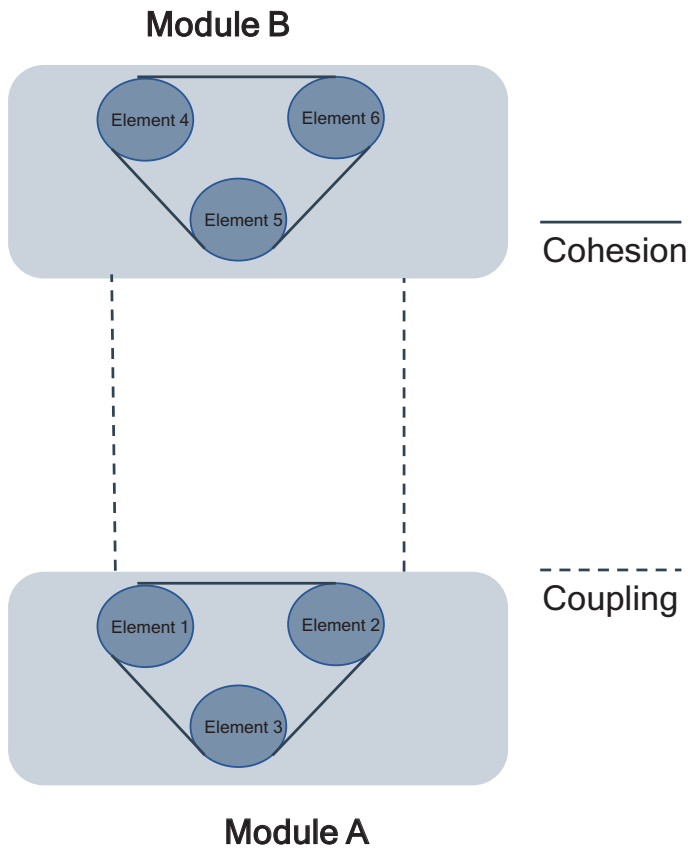 Module B
Element 4
Element 6
Element 5
Cohesion
Coupling
Element 1
Element 2
Element 3
Module A